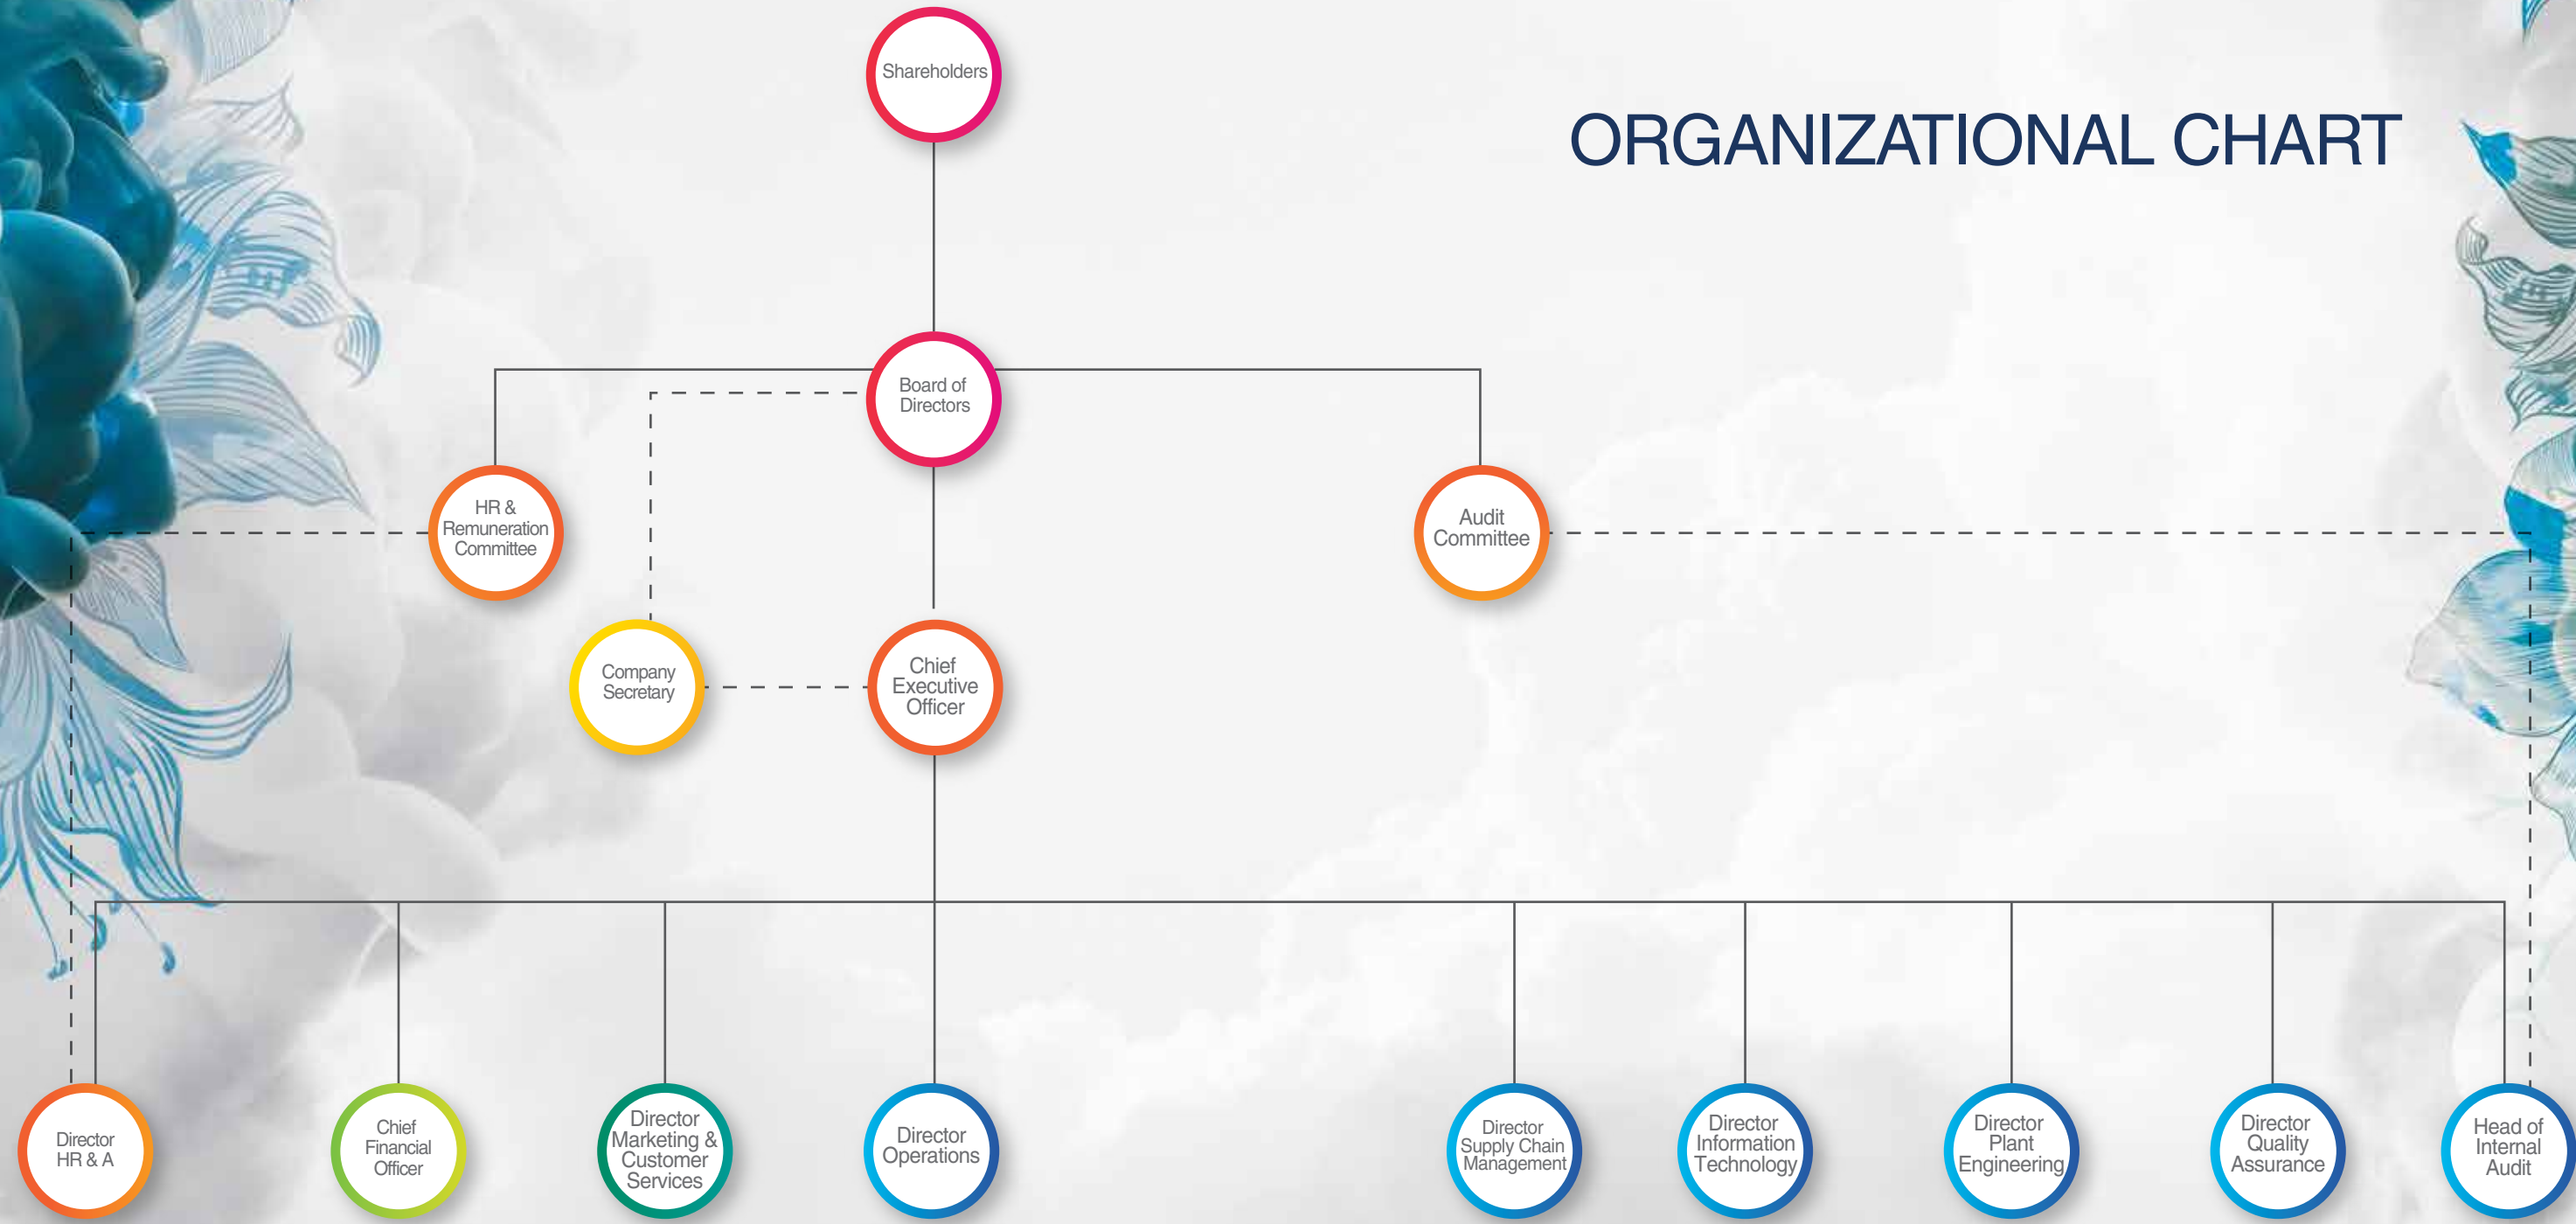 Shareholders
ORGANIZATIONAL CHART
Board of
Directors
HR &
Remuneration
Committee
Audit
Committee
Company
Secretary
Chief
Executive
Officer
Director
HR & A
Chief
Financial
Officer
Director
Marketing &
Customer
Services
Director
Operations
Director
Supply Chain
Management
Director
Information
Technology
Director
Plant
Engineering
Director
Quality
Assurance
Head of
Internal
Audit